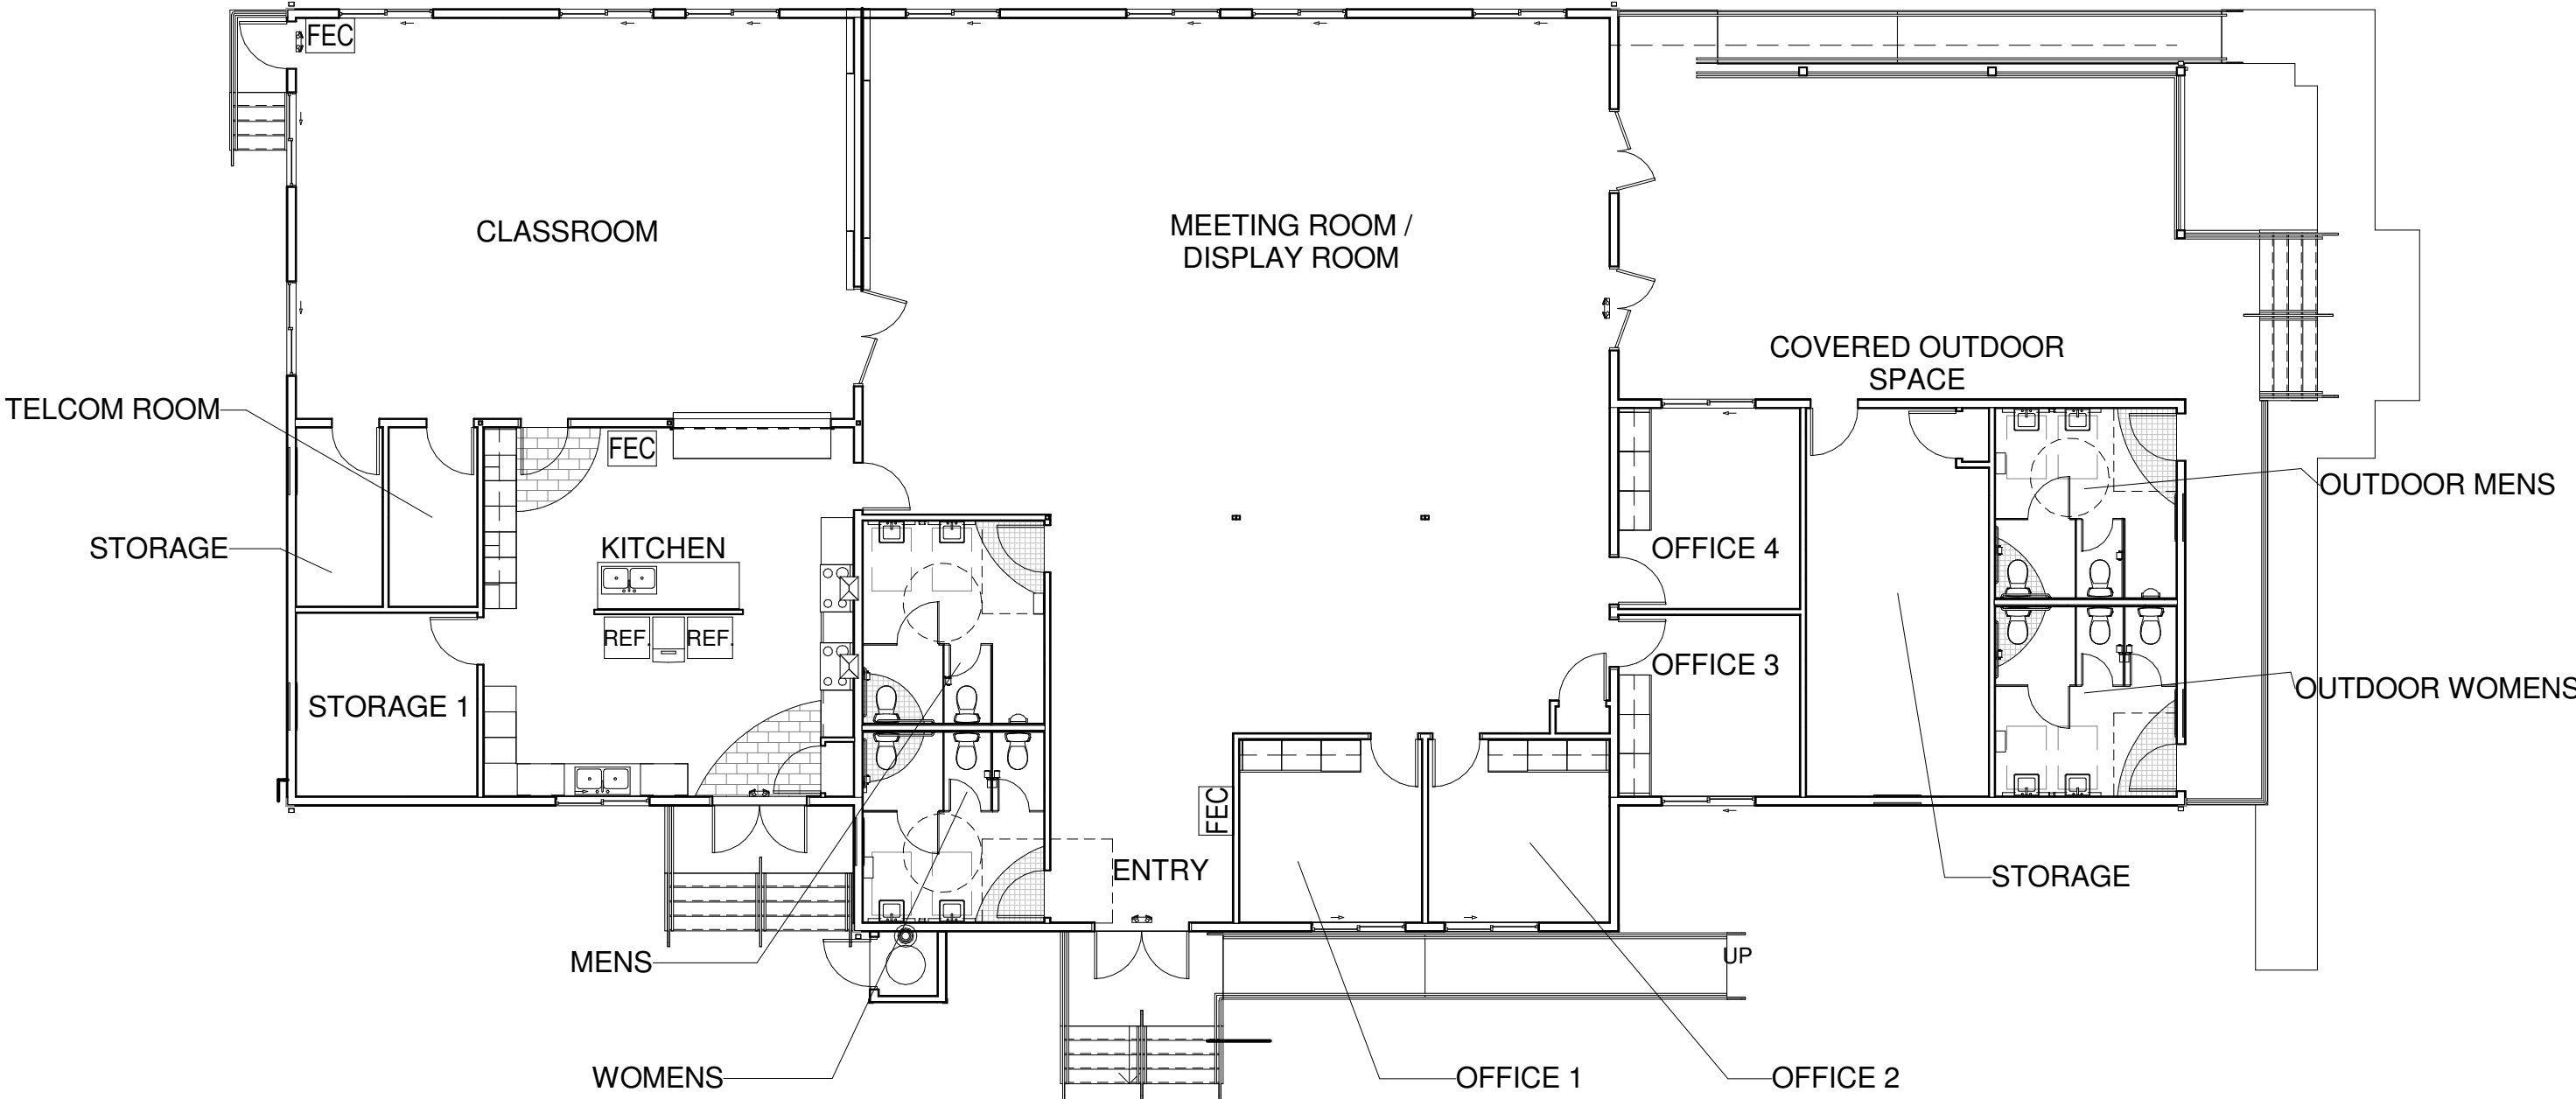 FEC
CLASSROOM
MEETING ROOM /
DISPLAY ROOM
COVERED OUTDOOR
SPACE
TELCOM ROOM
FEC
OUTDOOR MENS
STORAGE
KITCHEN
OFFICE 4
REF.
REF.
OFFICE 3
OUTDOOR WOMENS
STORAGE 1
FEC
ENTRY
STORAGE
MENS
UP
WOMENS
OFFICE 1
OFFICE 2